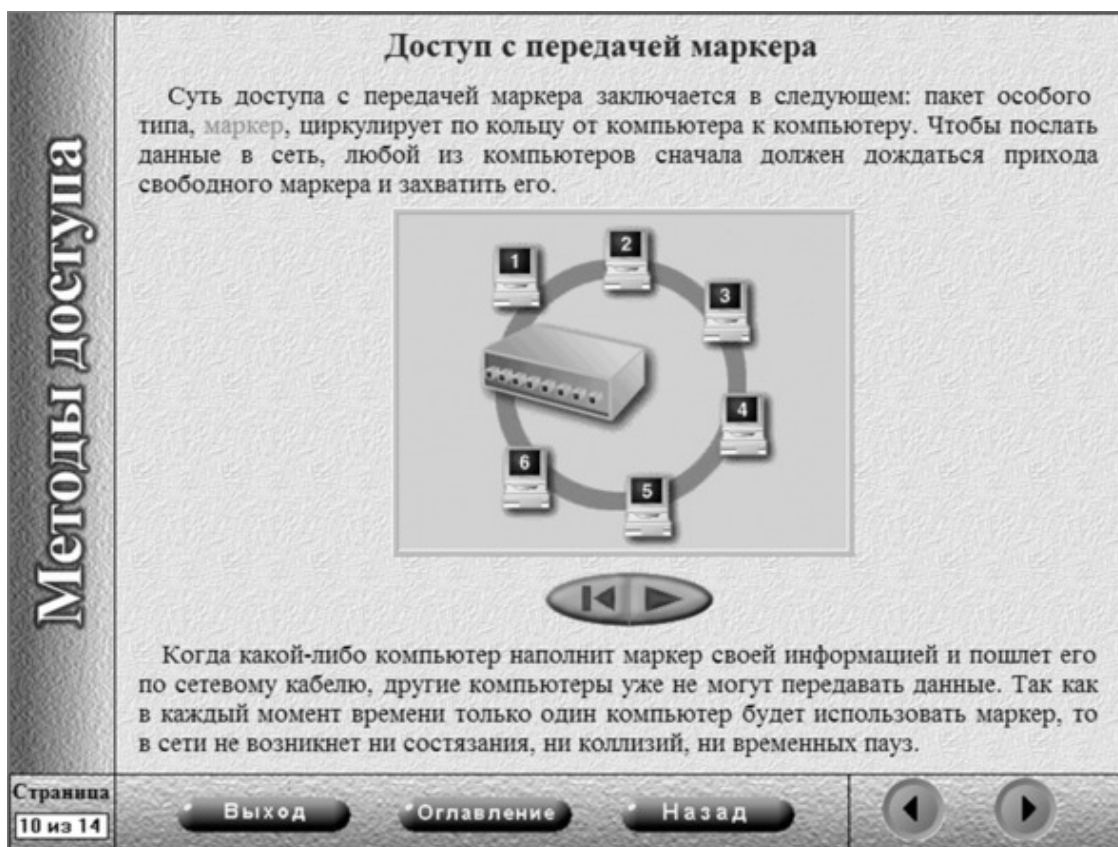 Доступ с передачей маркера
Суть доступа с передачей маркера заключается в следующем: пакет особого
типа, маркер, циркулирует по кольцу от компьютера к компьютеру. Чтобы послать
данные в сеть, любой из компьютеров сначала должен дождаться прихода
свободного маркера и захватить его.
Методы доступа
1
2
3
4
5
6
Когда какой-либо компьютер наполнит маркер своей информацией и пошлет его
по сетевому кабелю, другие компьютеры уже не могут передавать данные. Так как
в каждый момент времени только один компьютер будет использовать маркер, то
в сети не возникнет ни состязания, ни коллизий, ни временных пауз.
Страница
10 из 14
Выход
Оглавление
Назад